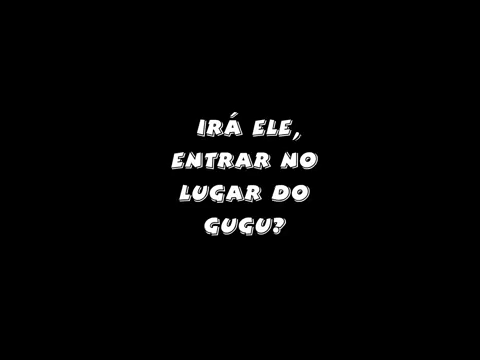 IRÁ ELE,
ENTRAR NO
LUGAR DO
GUGU?